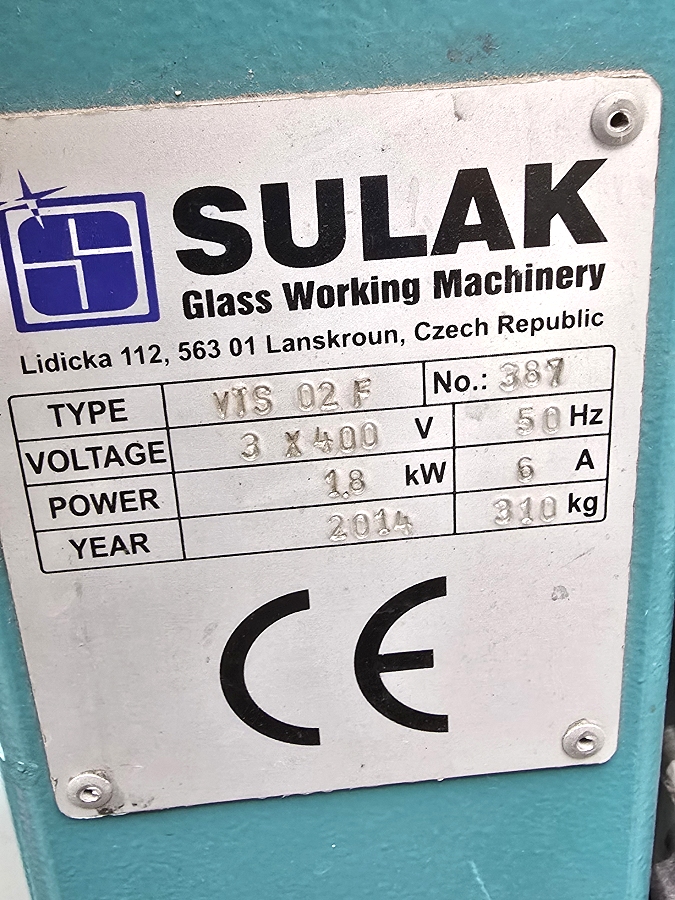 SULAK
Glass Working Machinery
Lidicka 112, 563 01 Lanskroun, Czech Republic
TYPE VTS 02 F No.: 387
VOLTAGE 3 X 400 V 50 Hz
POWER 1.8 kW 6 A
YEAR 2014 310 kg
CE